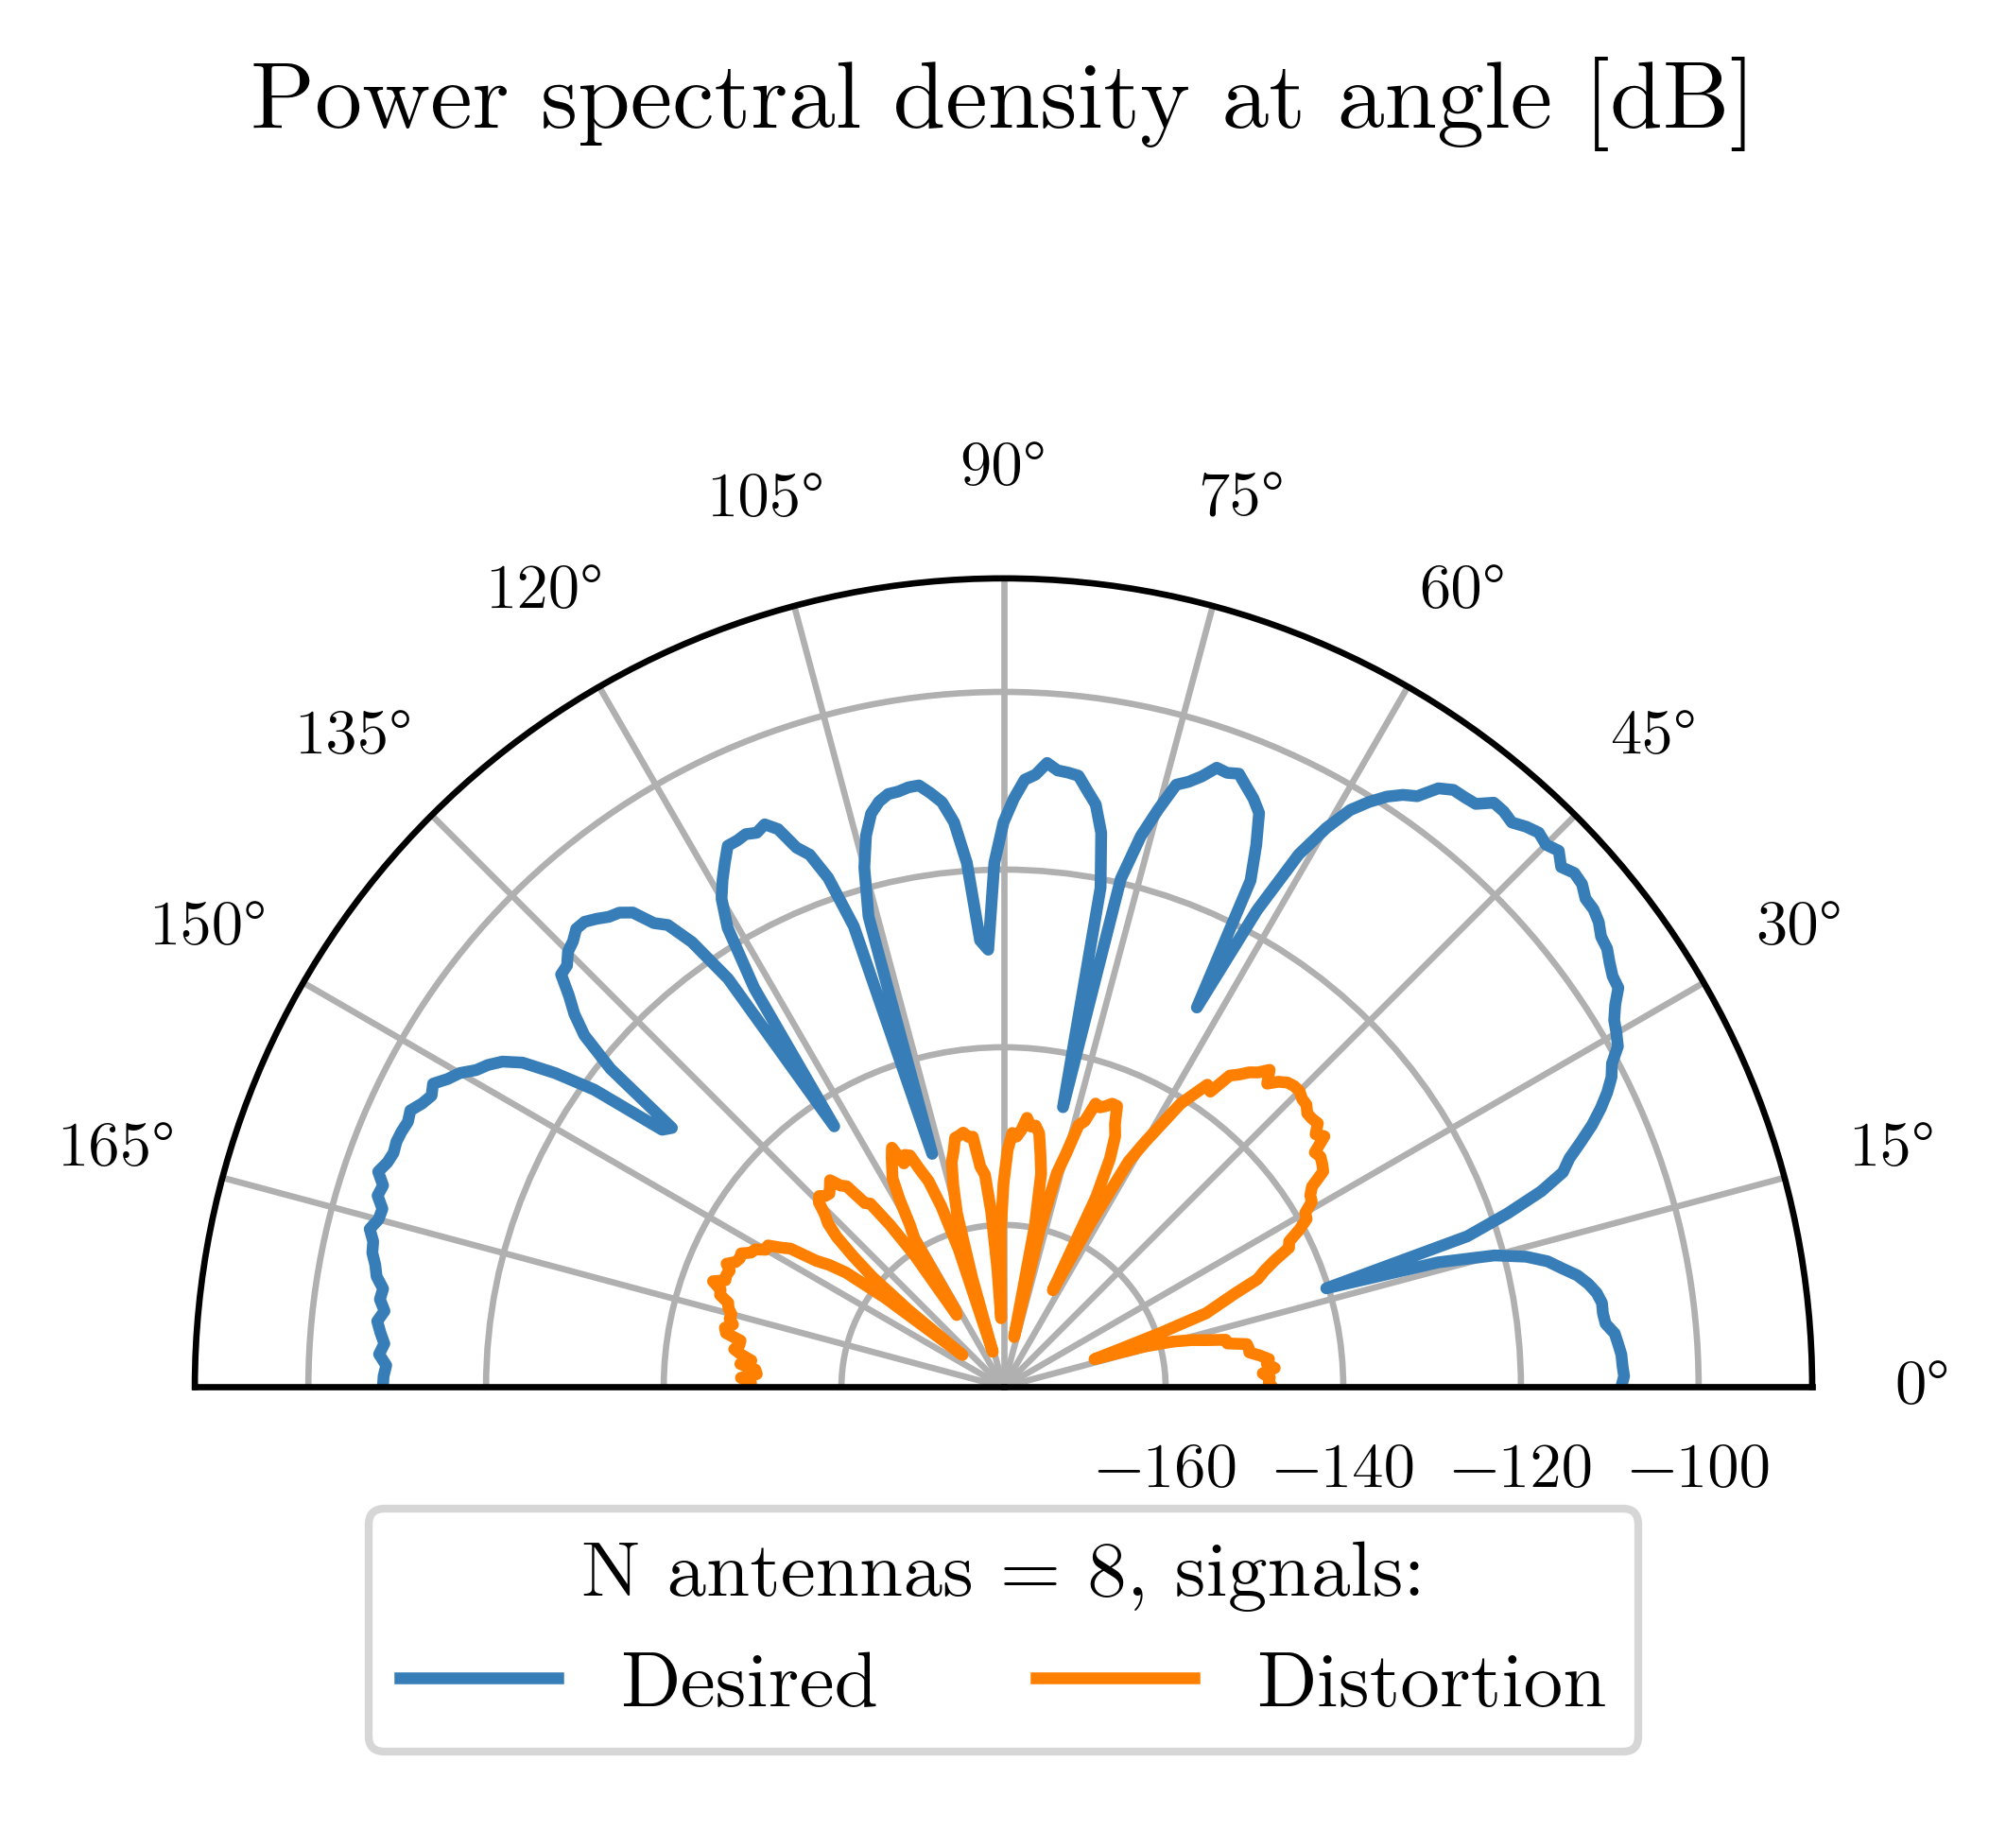 Power spectral density at angle [dB]
90°
105° 75°
120° 60°
135° 45°
150° 30°
165° 15°
0°
−160 −140 −120 −100
N antennas = 8, signals:
Desired Distortion